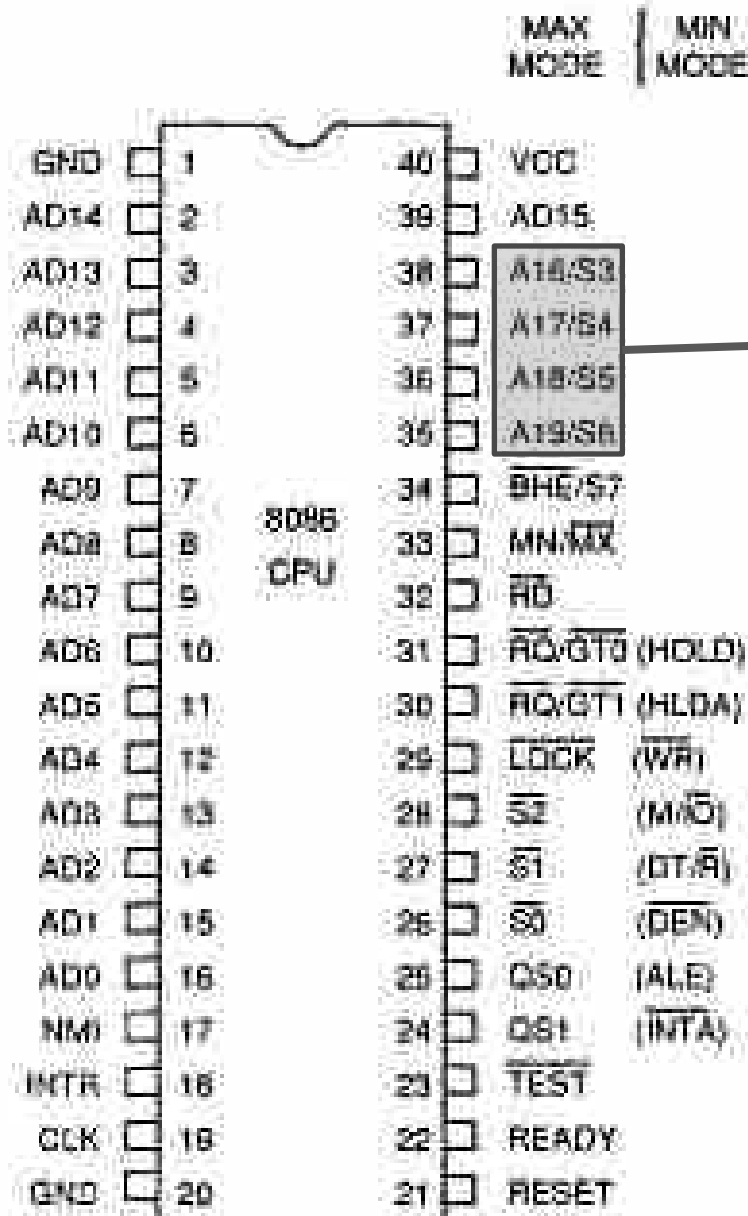 MAX MODE { MIN MODE
GND 1 40 VCC
AD14 2 39 AD15
AD13 3 38 A16/S3
AD12 4 37 A17/S4
AD11 5 36 A18/S5
AD10 6 35 A19/S6
AD9 7 34 BHE/S7
AD8 8 33 MN/MX
8086
CPU
AD7 9 32 RD
AD6 10 31 RQ/GT0 (HOLD)
AD5 11 30 RQ/GT1 (HLDA)
AD4 12 29 LOCK (WR)
AD3 13 28 S2 (M/IO)
AD2 14 27 S1 (DT/R)
AD1 15 26 S0 (DEN)
AD0 16 25 QS0 (ALE)
NMI 17 24 QS1 (INTA)
INTR 18 23 TEST
CLK 19 22 READY
GND 20 21 RESET